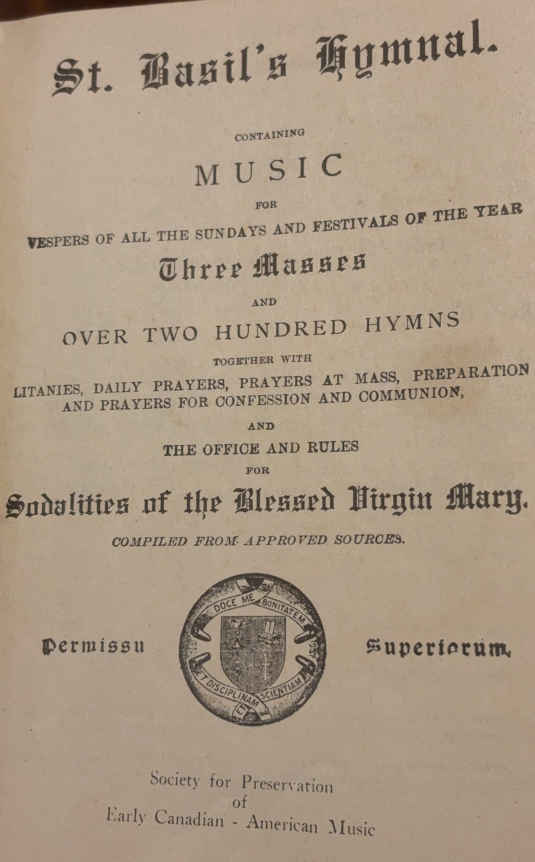 St. Basil's Hymnal.
CONTAINING
MUSIC
FOR
VESPERS OF ALL THE SUNDAYS AND FESTIVALS OF THE YEAR
Three Masses
AND
OVER TWO HUNDRED HYMNS
TOGETHER WITH
LITANIES, DAILY PRAYERS, PRAYERS AT MASS, PREPARATION
AND PRAYERS FOR CONFESSION AND COMMUNION,
AND
THE OFFICE AND RULES
FOR
Sodalities of the Blessed Virgin Mary.
COMPILED FROM APPROVED SOURCES.
DOCE ME BONITATEM
ET DISCIPLINAM SCIENTIAM
Permissu Superiorum,
Society for Preservation
of
Early Canadian - American Music